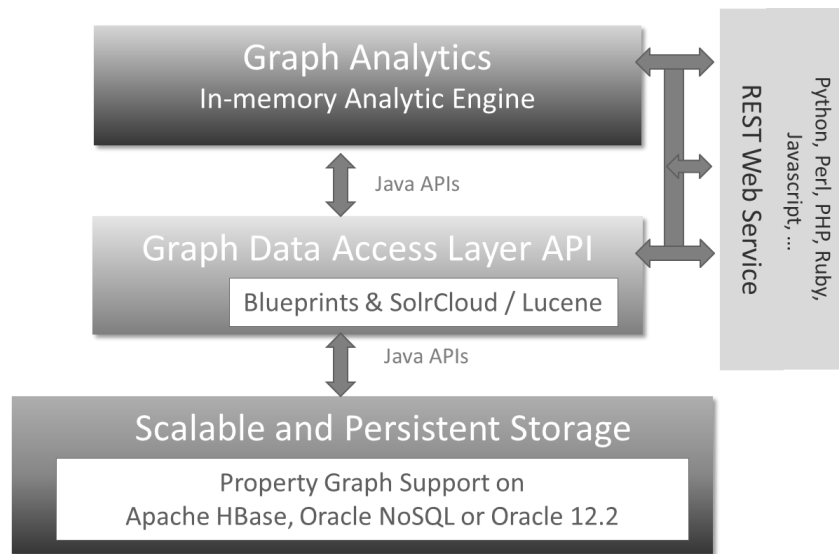 Graph Analytics
In-memory Analytic Engine
Java APIs
Graph Data Access Layer API
Blueprints & SolrCloud / Lucene
Java APIs
Scalable and Persistent Storage
Property Graph Support on
Apache HBase, Oracle NoSQL or Oracle 12.2
REST Web Service
Python, Perl, PHP, Ruby,
Javascript, ...